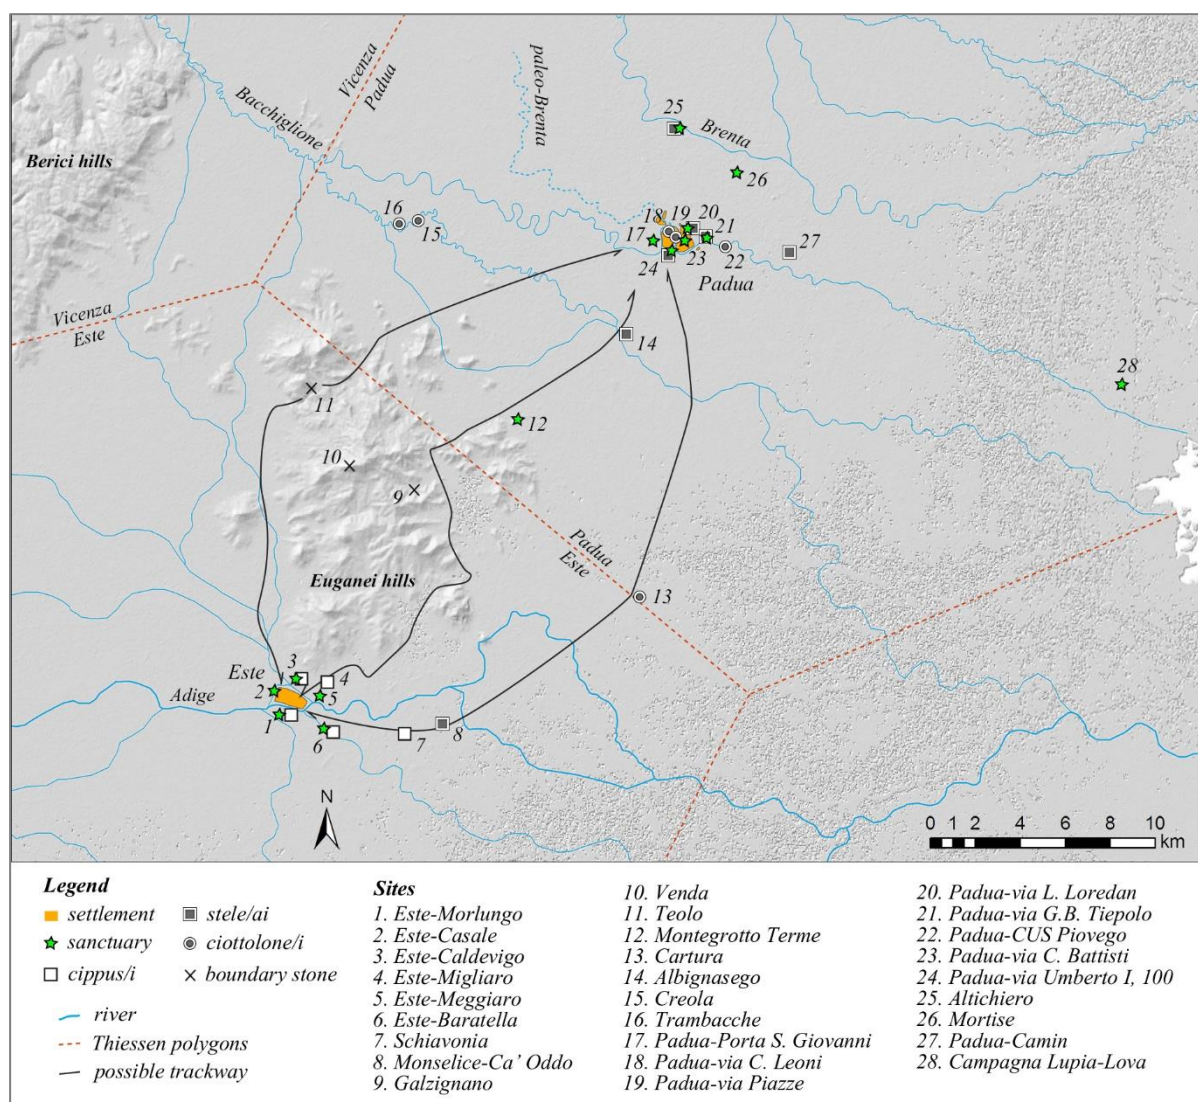 Vicenza
Padua
Bacchiglione
paleo-Brenta
25
Brenta
Berici hills
26
16
15
18
19
20
21
17
22
27
24
23
Padua
Vicenza
Este
14
28
11
12
10
9
Padua
Este
Euganei hills
13
Este
3
4
2
5
Adige
1
6
7
8
N
0 2 4 6 8 10
km
Legend
settlement
stele/ai
sanctuary
ciottolone/i
cippus/i
boundary stone
river
Thiessen polygons
possible trackway
Sites
1. Este-Morlungo
2. Este-Casale
3. Este-Caldevigo
4. Este-Migliaro
5. Este-Meggiaro
6. Este-Baratella
7. Schiavonia
8. Monselice-Ca' Oddo
9. Galzignano
10. Venda
11. Teolo
12. Montegrotto Terme
13. Cartura
14. Albignasego
15. Creola
16. Trambacche
17. Padua-Porta S. Giovanni
18. Padua-via C. Leoni
19. Padua-via Piazze
20. Padua-via L. Loredan
21. Padua-via G.B. Tiepolo
22. Padua-CUS Piovego
23. Padua-via C. Battisti
24. Padua-via Umberto I, 100
25. Altichiero
26. Mortise
27. Padua-Camin
28. Campagna Lupia-Lova